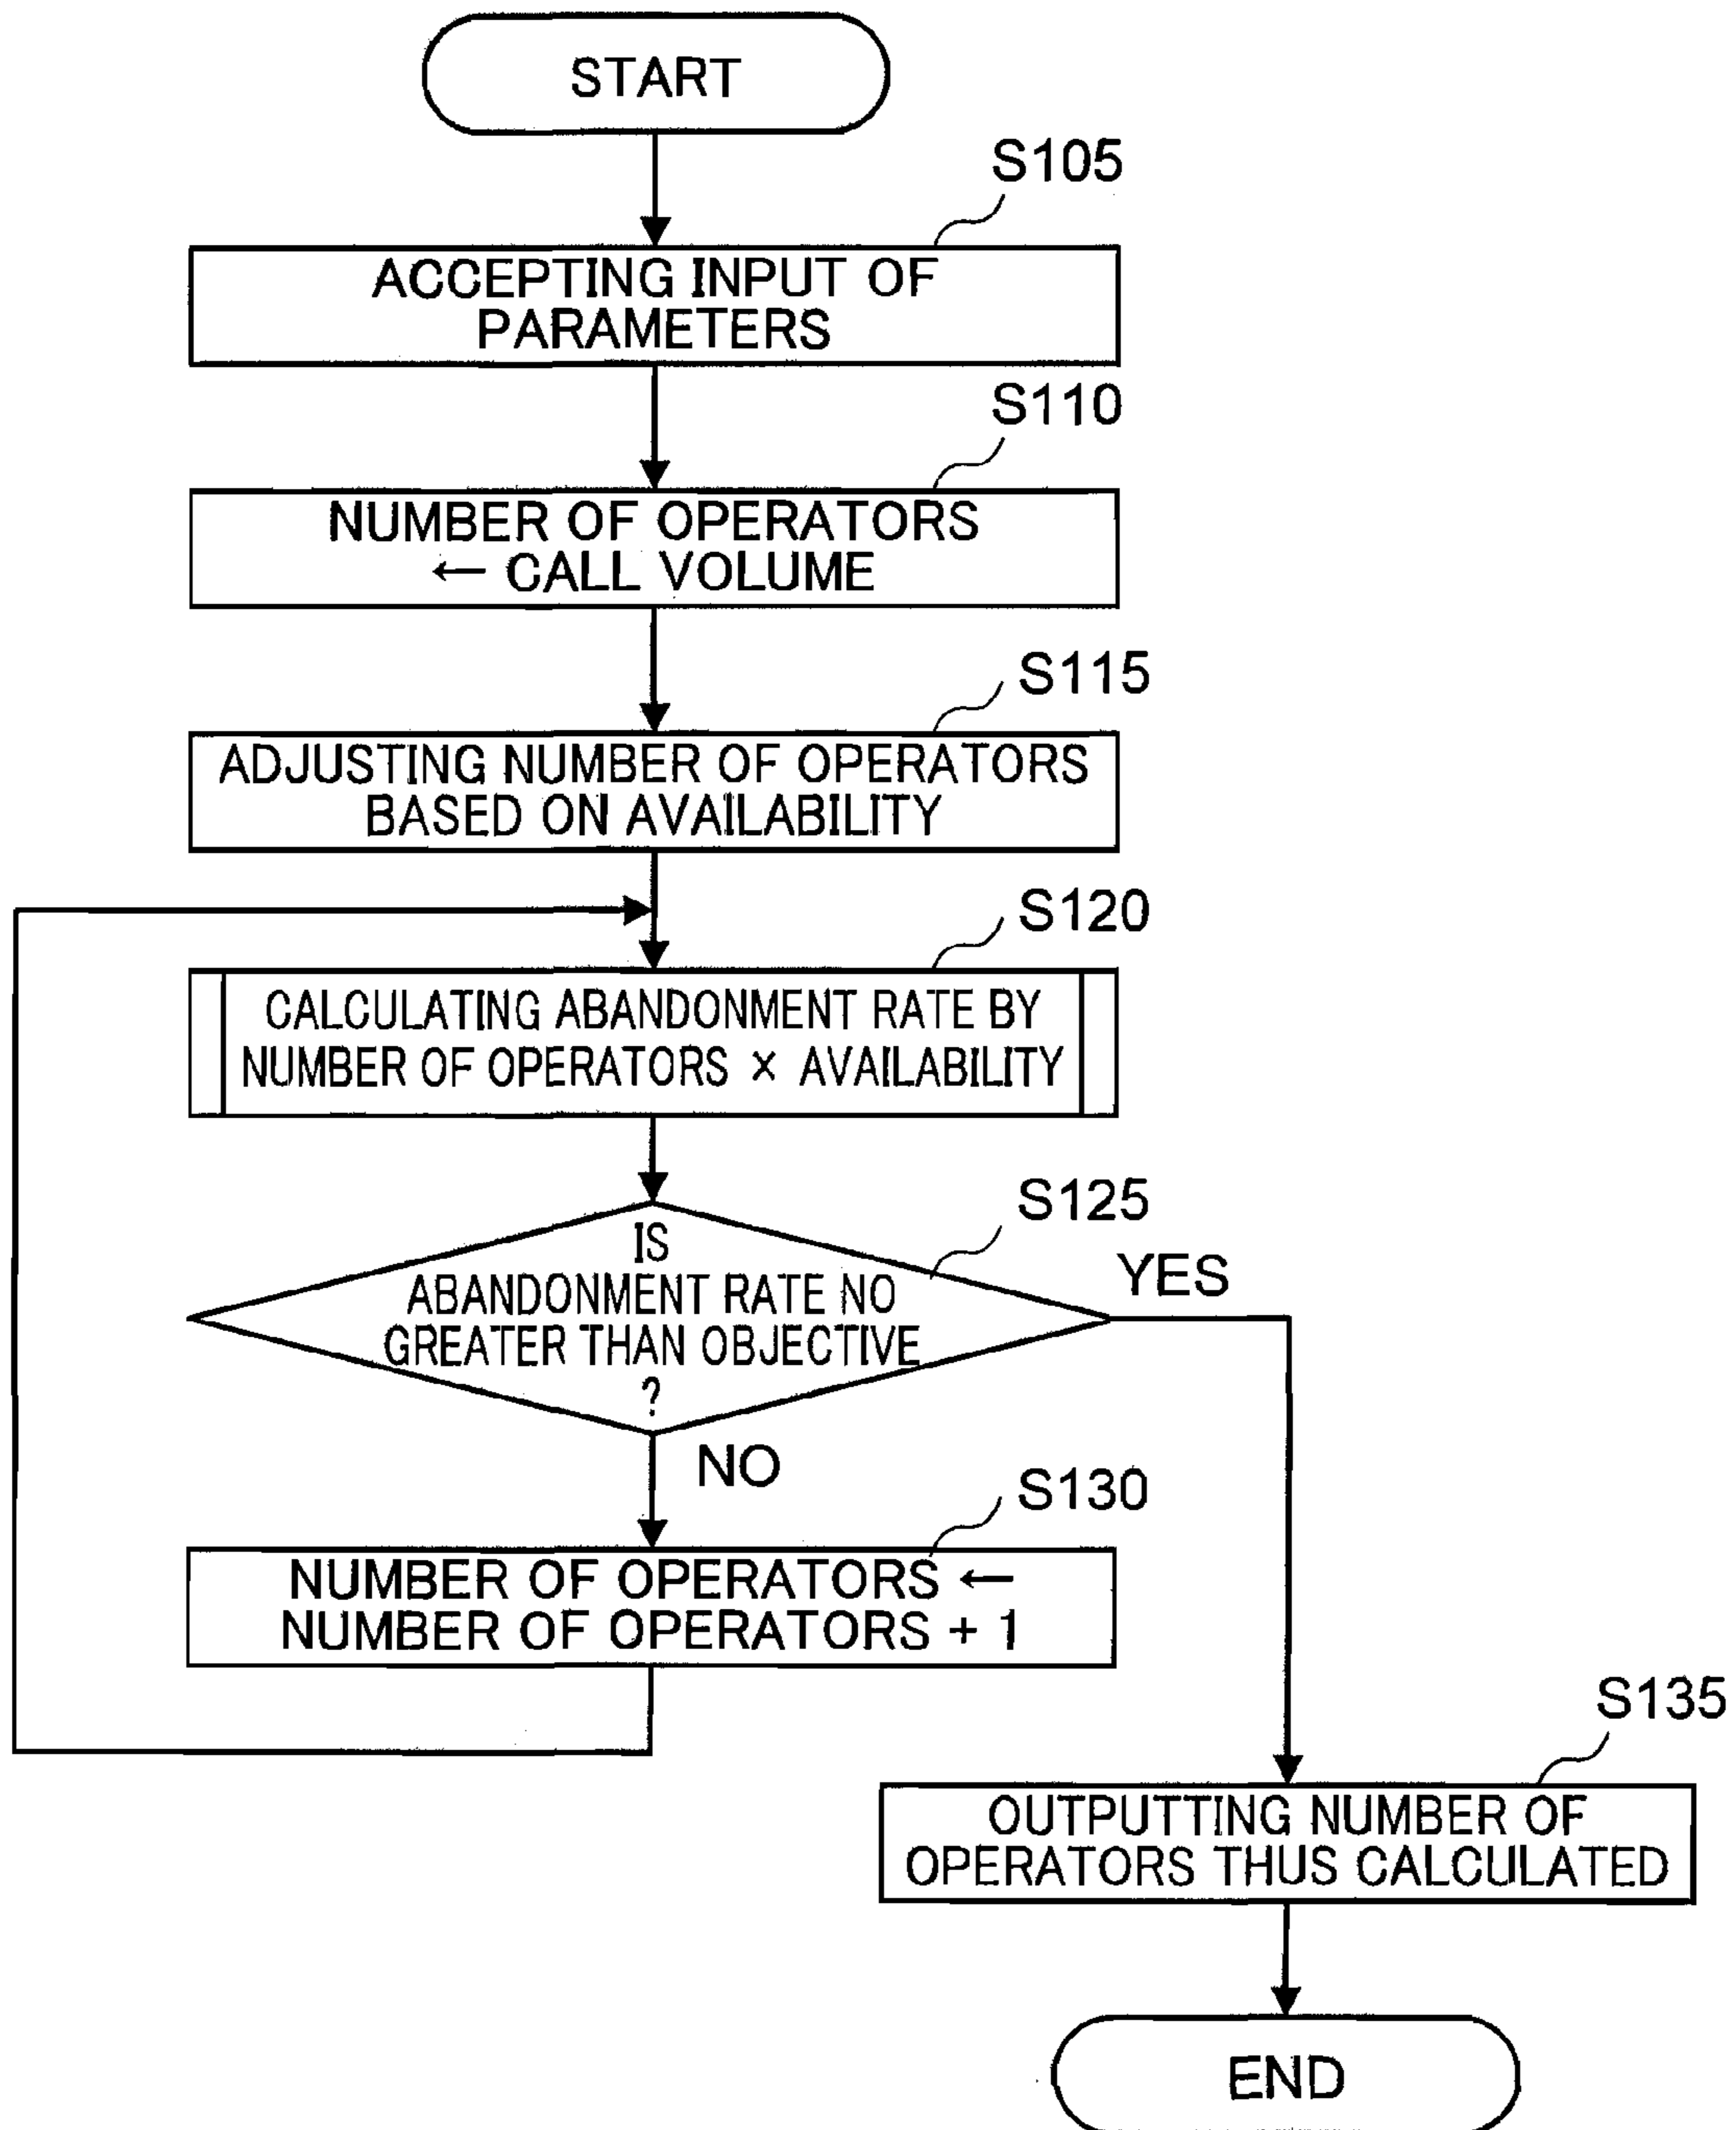 START
S105
ACCEPTING INPUT OF
PARAMETERS
S110
NUMBER OF OPERATORS
← CALL VOLUME
S115
ADJUSTING NUMBER OF OPERATORS
BASED ON AVAILABILITY
S120
CALCULATING ABANDONMENT RATE BY
NUMBER OF OPERATORS × AVAILABILITY
S125
IS
ABANDONMENT RATE NO
GREATER THAN OBJECTIVE
?
YES
NO
S130
NUMBER OF OPERATORS ←
NUMBER OF OPERATORS + 1
S135
OUTPUTTING NUMBER OF
OPERATORS THUS CALCULATED
END